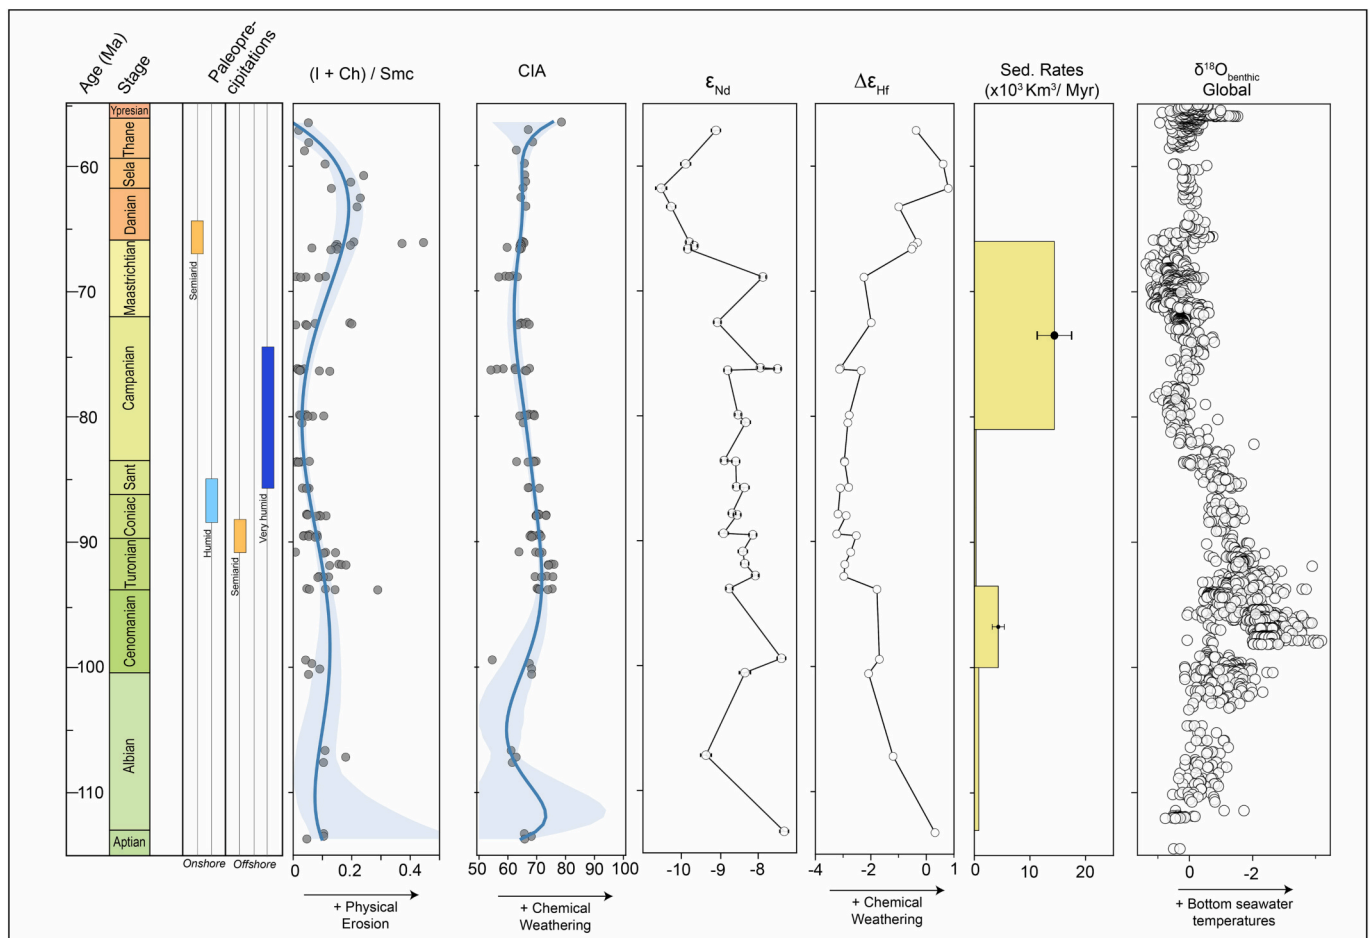 Age (Ma)
Stage
Paleopre-
cipitations
(I + Ch) / Smc
CIA
εNd
ΔεHf
Sed. Rates
(x10³ Km³/ Myr)
δ¹⁸Obenthic
Global
60
70
80
90
100
110
Ypresian
Thane
Sela
Danian
Maastrichtian
Campanian
Sant
Coniac
Turonian
Cenomanian
Albian
Aptian
Semiarid
Humid
Semiarid
Very humid
Onshore
Offshore
0
0.2
0.4
50 60 70 80 90 100
-10 -9 -8 -7
-4 -2 0 1
0 10 20
0 -2
+ Physical
Erosion
+ Chemical
Weathering
+ Chemical
Weathering
+ Bottom seawater
temperatures